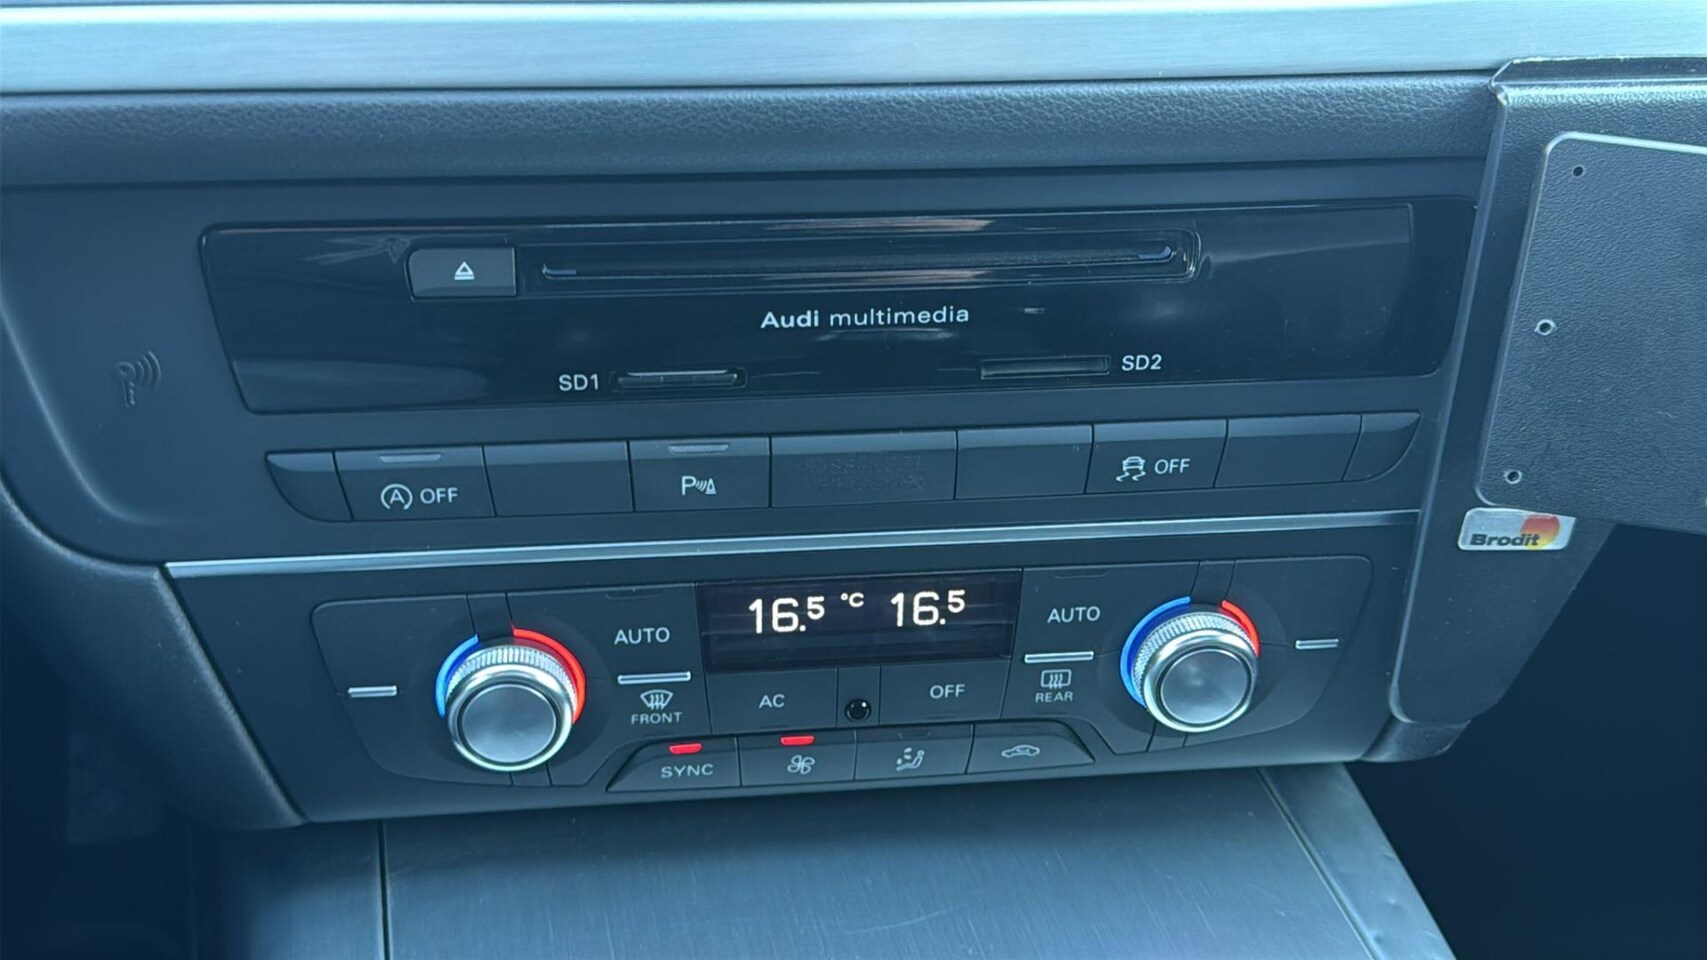 Audi multimedia
SD1
SD2
A OFF
P
OFF
Brodit
16.5 °C 16.5
AUTO
AUTO
FRONT
AC
OFF
REAR
SYNC